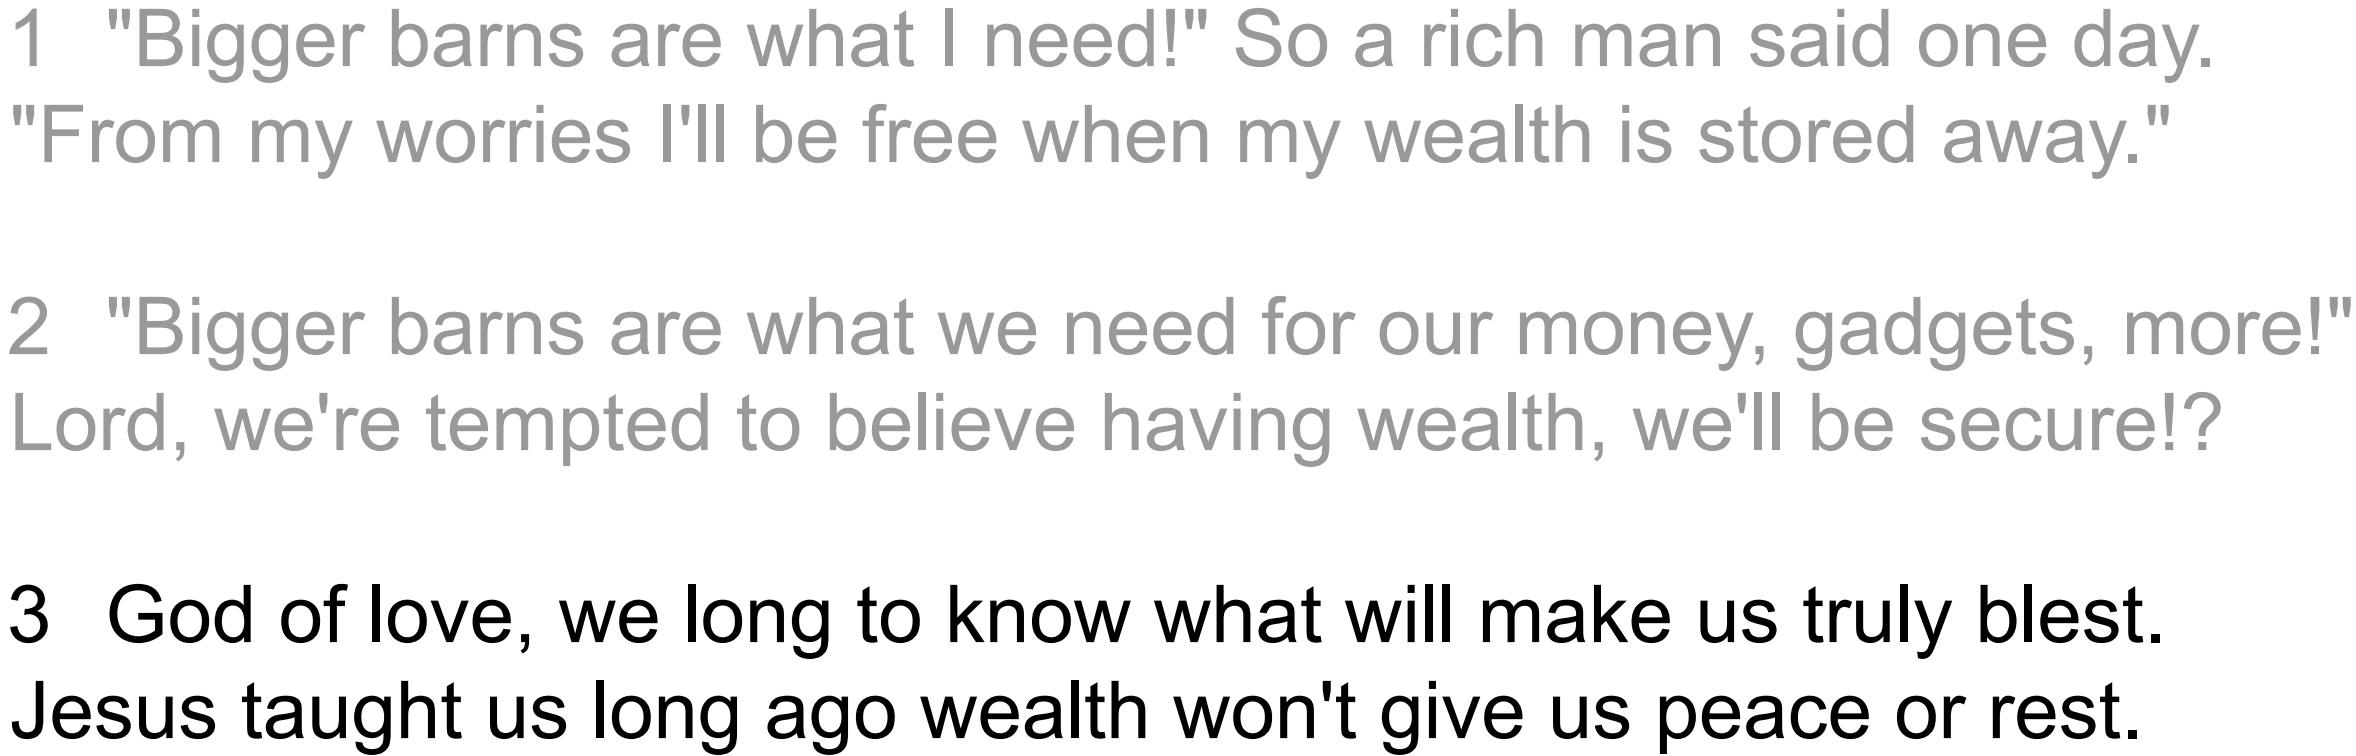 1 "Bigger barns are what I need!" So a rich man said one day.
"From my worries I'll be free when my wealth is stored away."
2 "Bigger barns are what we need for our money, gadgets, more!"
Lord, we're tempted to believe having wealth, we'll be secure!?
3 God of love, we long to know what will make us truly blest.
Jesus taught us long ago wealth won't give us peace or rest.